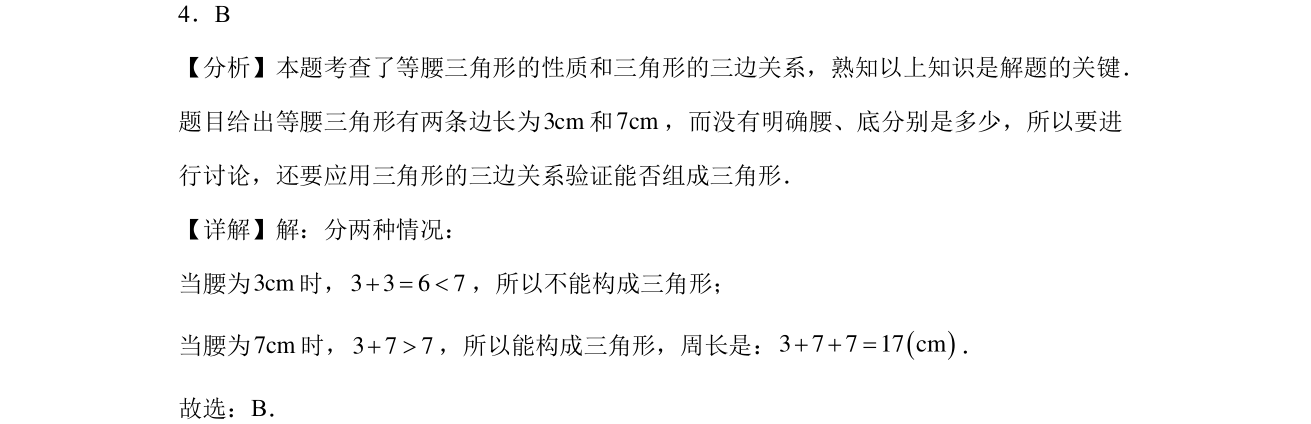 4．B
【分析】本题考查了等腰三角形的性质和三角形的三边关系，熟知以上知识是解题的关键．
题目给出等腰三角形有两条边长为3cm和7cm，而没有明确腰、底分别是多少，所以要进
行讨论，还要应用三角形的三边关系验证能否组成三角形．
【详解】解：分两种情况：
当腰为3cm时，3+3=6<7，所以不能构成三角形；
当腰为7cm时，3+7>7，所以能构成三角形，周长是：3+7+7=17(cm)．
故选：B．